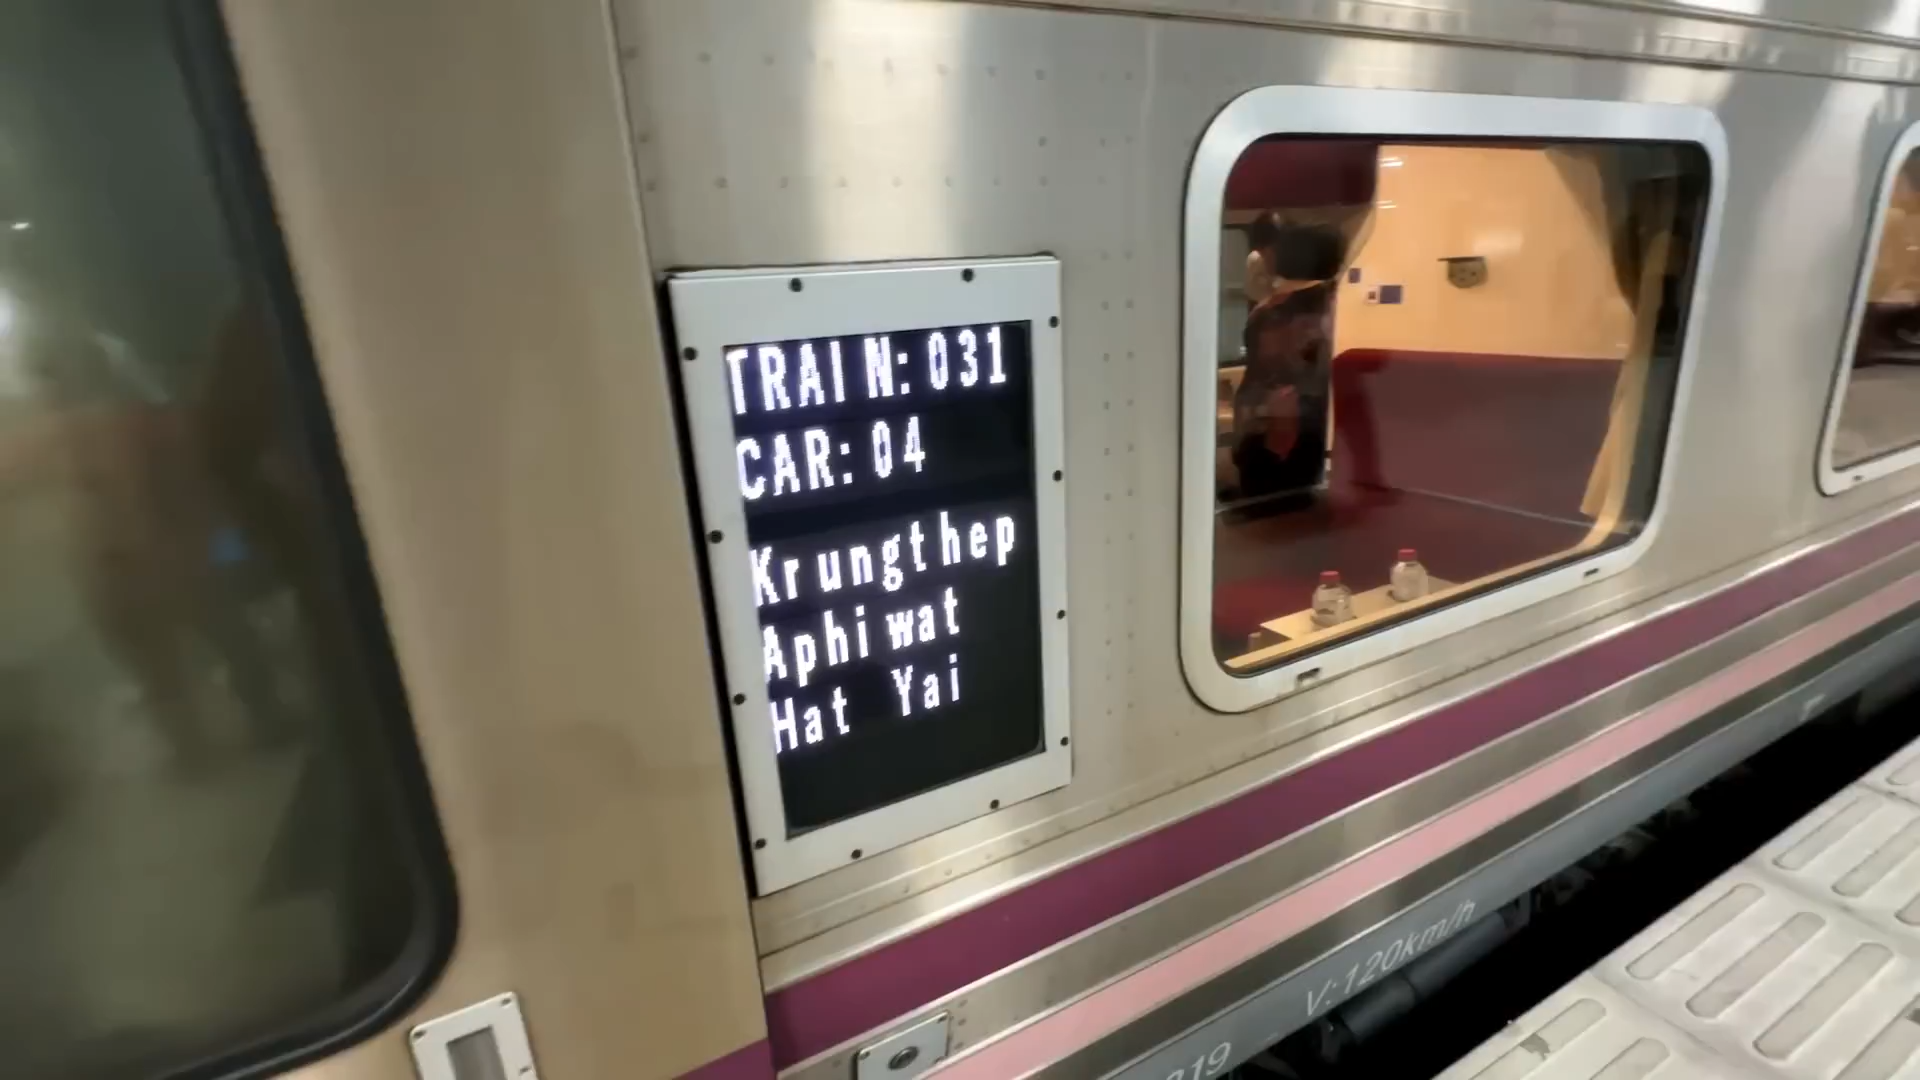 TRAIN: 031
CAR: 04
Krungthep
Aphiwat
Hat Yai
V:120km/h